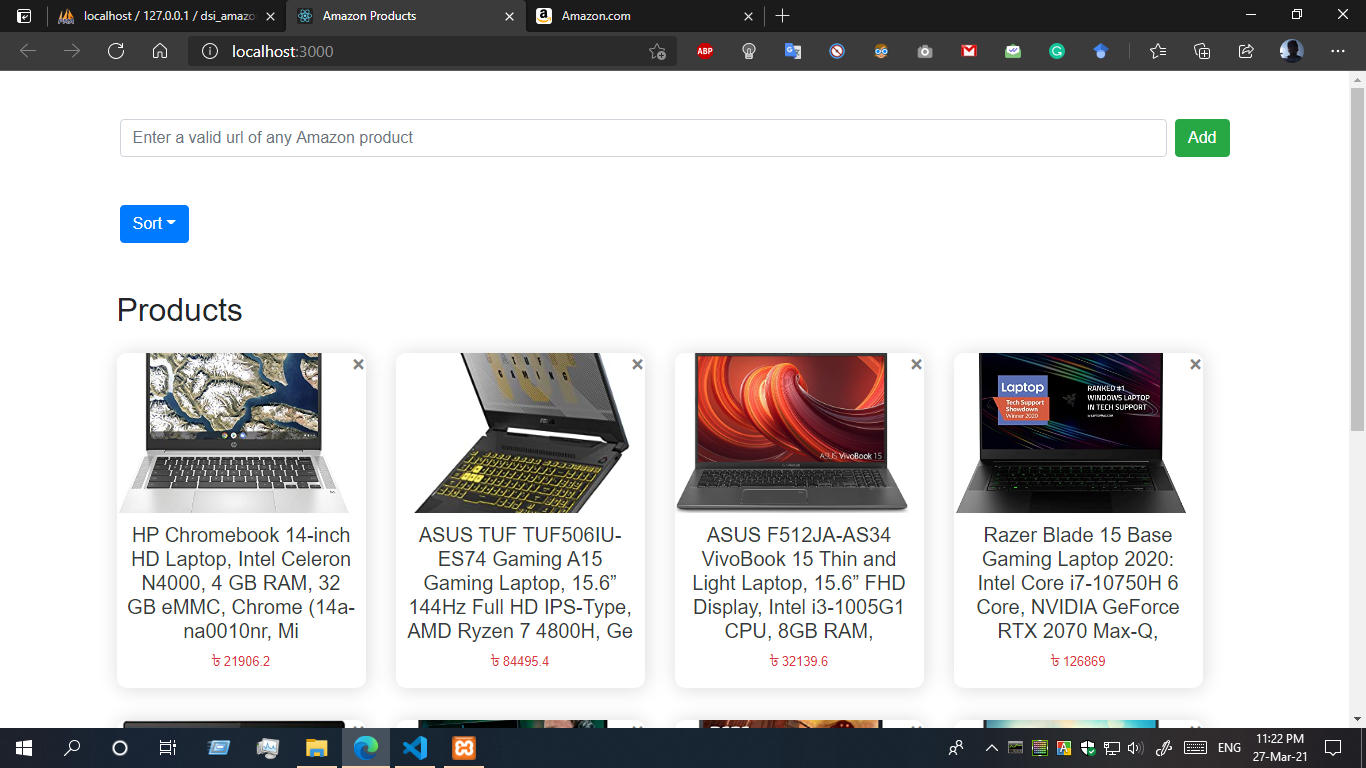 localhost / 127.0.0.1 / dsi_amazo
Amazon Products
Amazon.com
localhost:3000
ABP
Enter a valid url of any Amazon product
Add
Sort
Products
HP Chromebook 14-inch
HD Laptop, Intel Celeron
N4000, 4 GB RAM, 32
GB eMMC, Chrome (14a-
na0010nr, Mi
৳ 21906.2
GAMING
ASUS TUF TUF506IU-
ES74 Gaming A15
Gaming Laptop, 15.6”
144Hz Full HD IPS-Type,
AMD Ryzen 7 4800H, Ge
৳ 84495.4
ASUS VivoBook 15
ASUS F512JA-AS34
VivoBook 15 Thin and
Light Laptop, 15.6” FHD
Display, Intel i3-1005G1
CPU, 8GB RAM,
৳ 32139.6
Laptop
Tech Support
Showdown
Winner 2020
RANKED #1
WINDOWS LAPTOP
IN TECH SUPPORT
Razer Blade 15 Base
Gaming Laptop 2020:
Intel Core i7-10750H 6
Core, NVIDIA GeForce
RTX 2070 Max-Q,
৳ 126869
ENG
11:22 PM
27-Mar-21